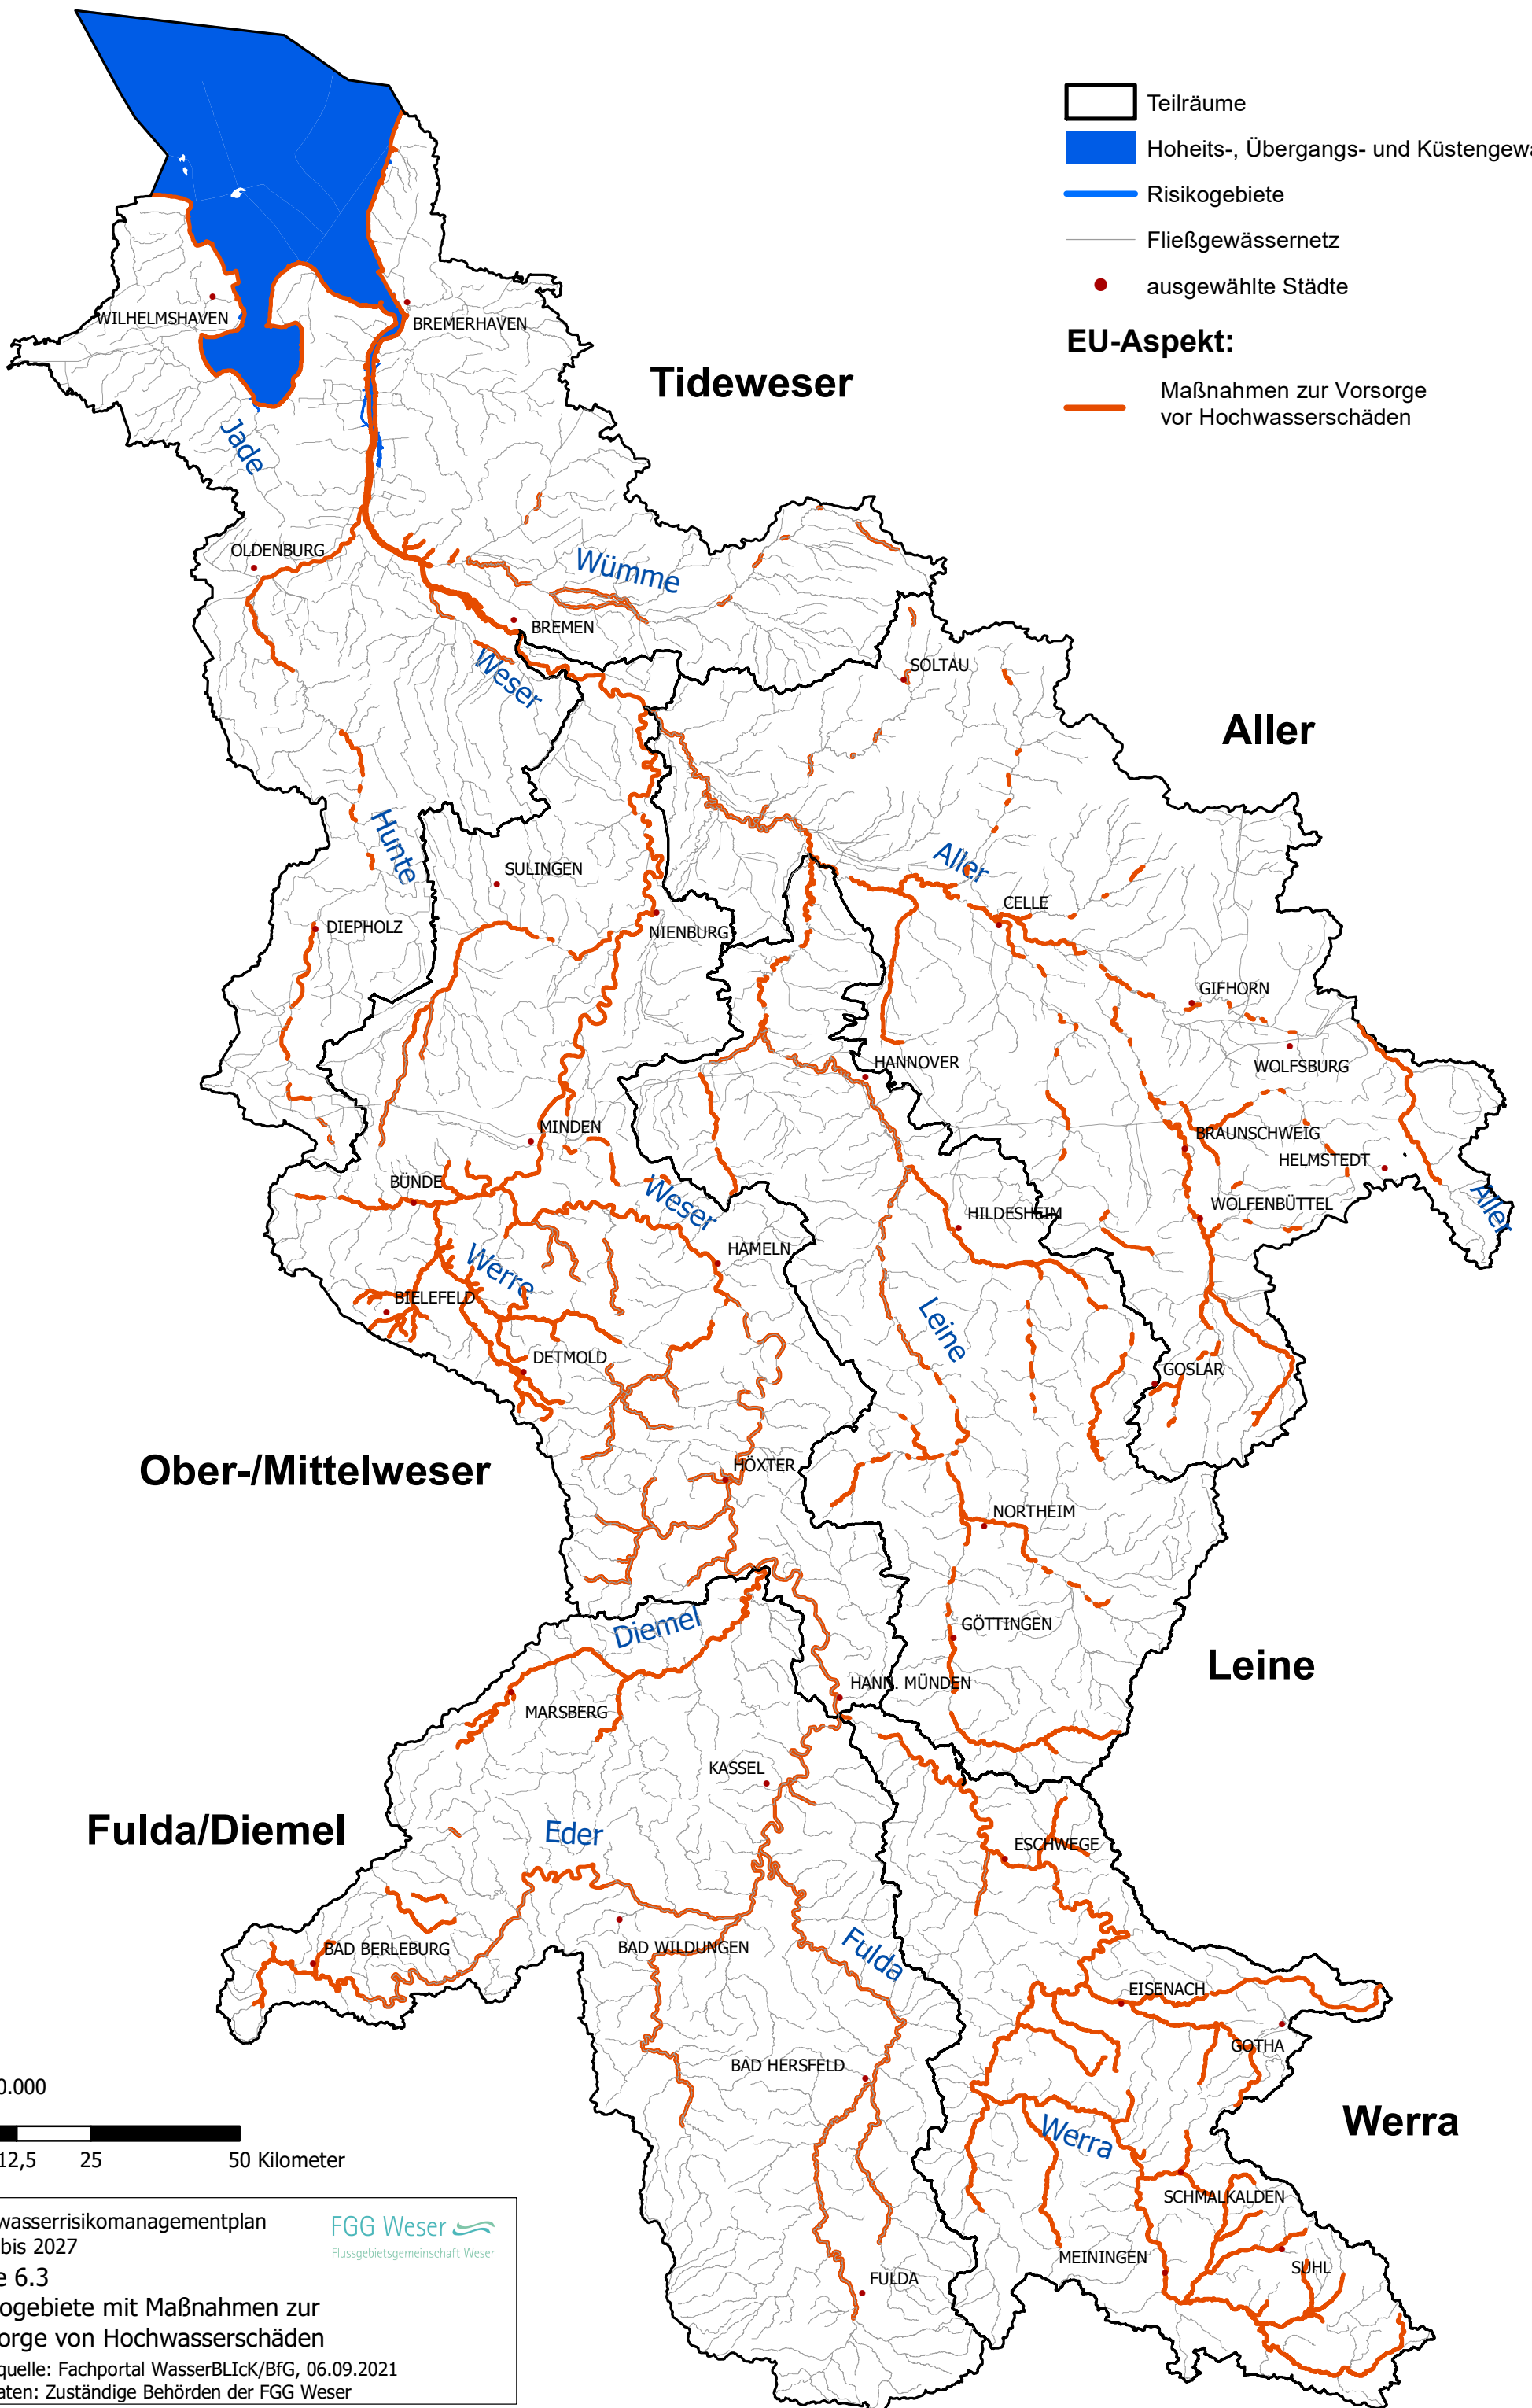 Teilräume
Hoheits-, Übergangs- und Küstengewä
Risikogebiete
Fließgewässernetz
ausgewählte Städte
EU-Aspekt:
Maßnahmen zur Vorsorge
vor Hochwasserschäden
WILHELMSHAVEN
BREMERHAVEN
Tideweser
Jade
OLDENBURG
Wümme
BREMEN
Weser
SOLTAU
Aller
Hunte
Aller
SULINGEN
CELLE
DIEPHOLZ
NIENBURG
GIFHORN
HANNOVER
WOLFSBURG
MINDEN
BRAUNSCHWEIG
HELMSTEDT
BÜNDE
Weser
Aller
WOLFENBÜTTEL
HILDESHEIM
HAMELN
Werre
BIELEFELD
Leine
DETMOLD
GOSLAR
Ober-/Mittelweser
HÖXTER
NORTHEIM
Diemel
GÖTTINGEN
Leine
HANN. MÜNDEN
MARSBERG
KASSEL
Fulda/Diemel
Eder
ESCHWEGE
BAD BERLEBURG
BAD WILDUNGEN
Fulda
EISENACH
GOTHA
BAD HERSFELD
Werra
Werra
SCHMALKALDEN
MEININGEN
SUHL
FULDA
0.000
12,5 25 50 Kilometer
wasserrisikomanagementplan
bis 2027
FGG Weser
Flussgebietsgemeinschaft Weser
e 6.3
ogebiete mit Maßnahmen zur
orge von Hochwasserschäden
quelle: Fachportal WasserBLIcK/BfG, 06.09.2021
aten: Zuständige Behörden der FGG Weser